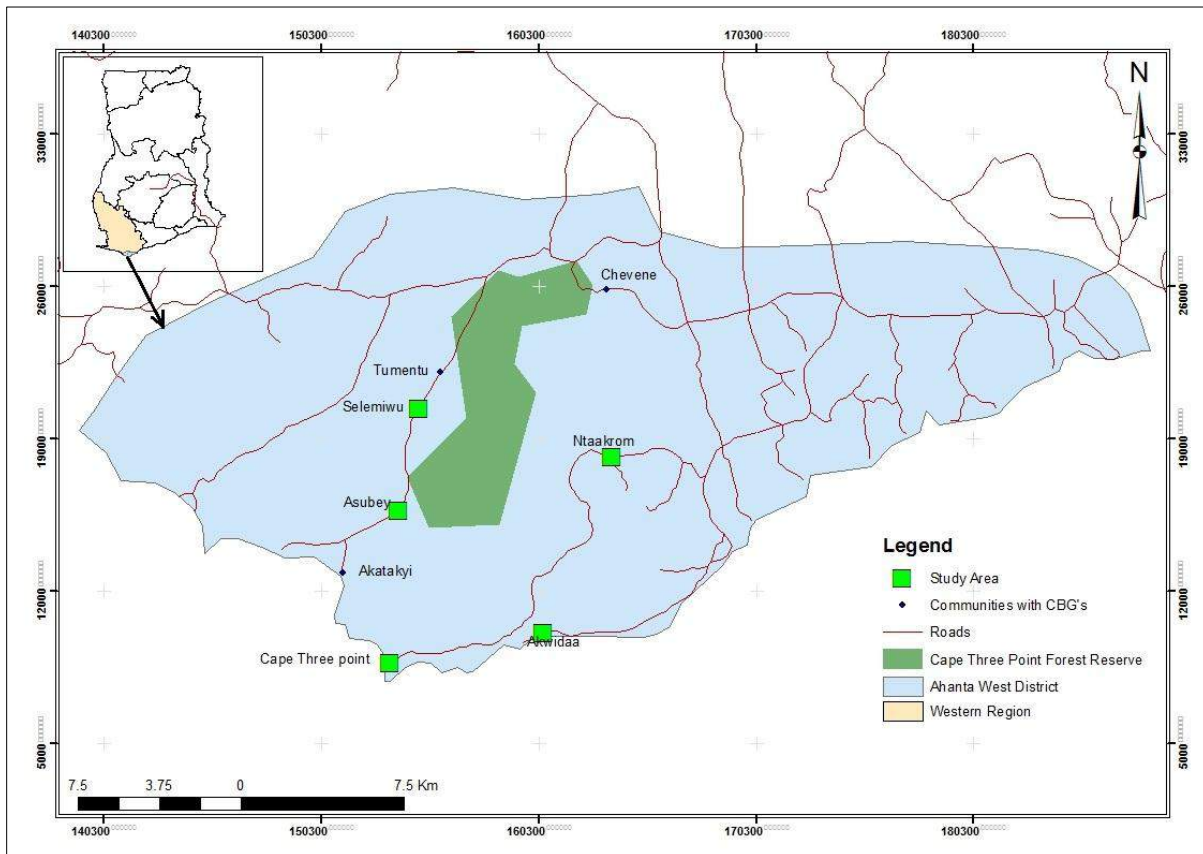 140300 150300 160300 170300 180300
N
33000 33000
26000 26000
Chevene
Tumentu
Selemiwu
19000 19000
Ntaakrom
Asubey
Akatakyi
Legend
Study Area
Communities with CBG's
Roads
Cape Three Point Forest Reserve
Ahanta West District
Western Region
12000 12000
Akwidaa
Cape Three point
5000 5000
7.5 3.75 0 7.5 Km
140300 150300 160300 170300 180300